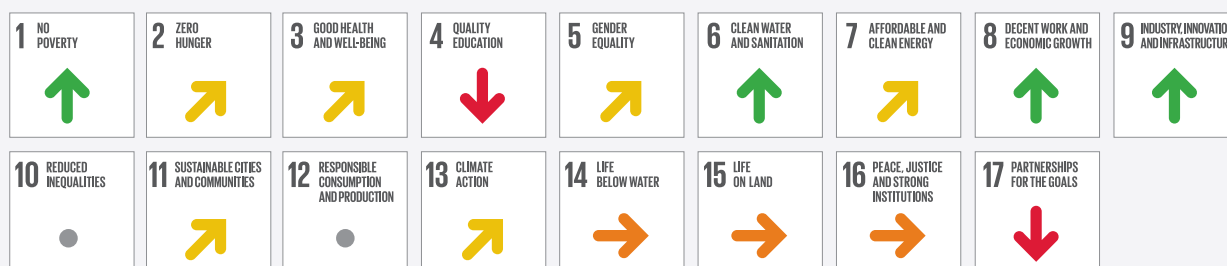 1 NO
POVERTY
2 ZERO
HUNGER
3 GOOD HEALTH
AND WELL-BEING
4 QUALITY
EDUCATION
5 GENDER
EQUALITY
6 CLEAN WATER
AND SANITATION
7 AFFORDABLE AND
CLEAN ENERGY
8 DECENT WORK AND
ECONOMIC GROWTH
9 INDUSTRY, INNOVATIO
AND INFRASTRUCTUR
10 REDUCED
INEQUALITIES
11 SUSTAINABLE CITIES
AND COMMUNITIES
12 RESPONSIBLE
CONSUMPTION
AND PRODUCTION
13 CLIMATE
ACTION
14 LIFE
BELOW WATER
15 LIFE
ON LAND
16 PEACE, JUSTICE
AND STRONG
INSTITUTIONS
17 PARTNERSHIPS
FOR THE GOALS